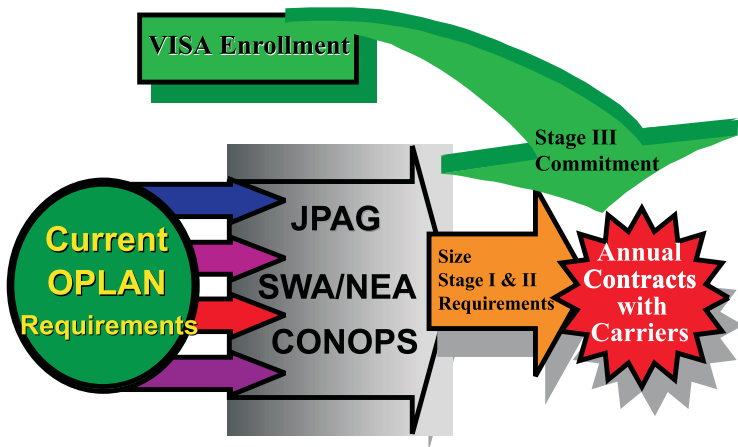 VISA Enrollment
Stage III
Commitment
Current
OPLAN
Requirements
JPAG
SWA/NEA
CONOPS
Size
Stage I & II
Requirements
Annual
Contracts
with
Carriers